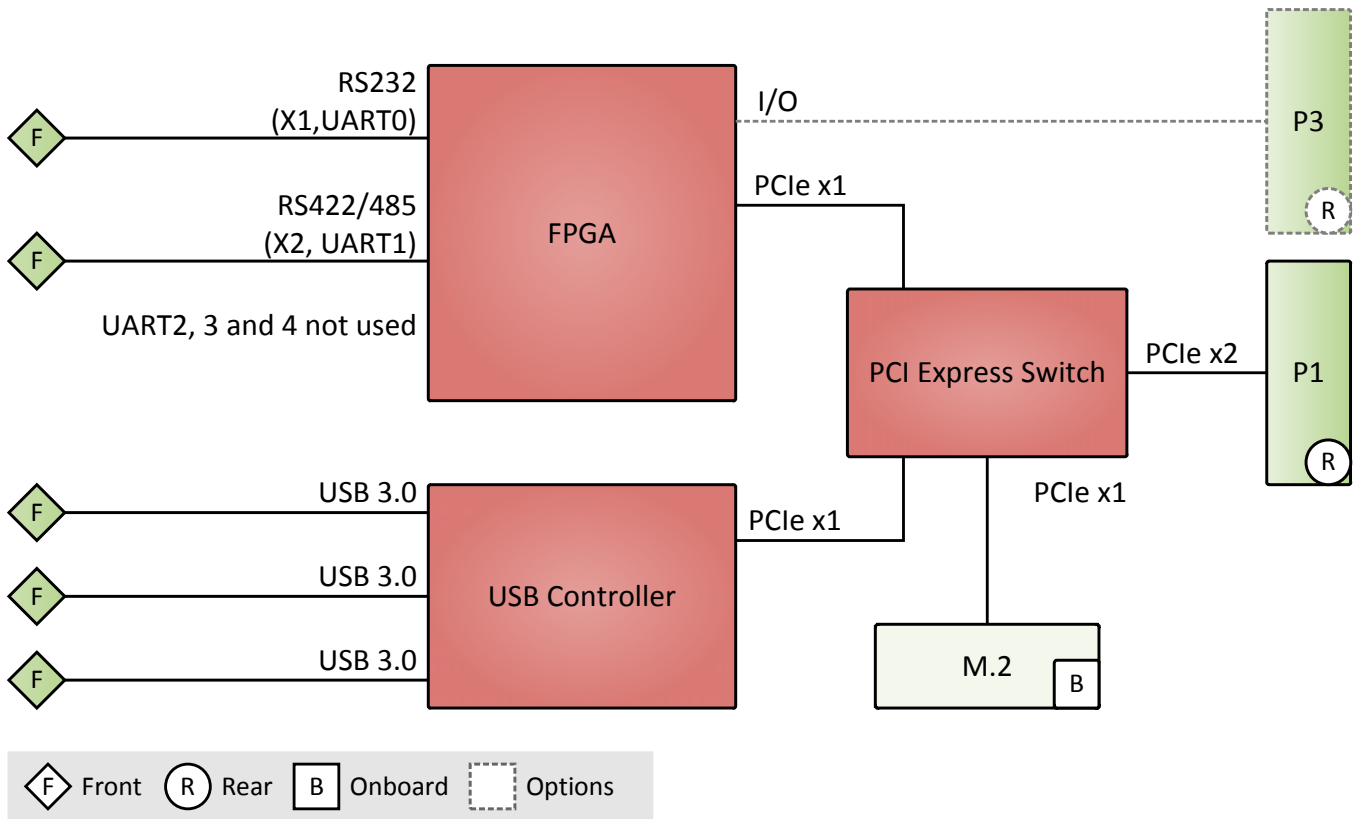 RS232
(X1,UART0)
F
I/O
P3
R
PCIe x1
RS422/485
(X2, UART1)
F
FPGA
UART2, 3 and 4 not used
PCI Express Switch
PCIe x2
P1
R
F
USB 3.0
PCIe x1
PCIe x1
F
USB 3.0
USB Controller
F
USB 3.0
M.2
B
F Front R Rear B Onboard Options